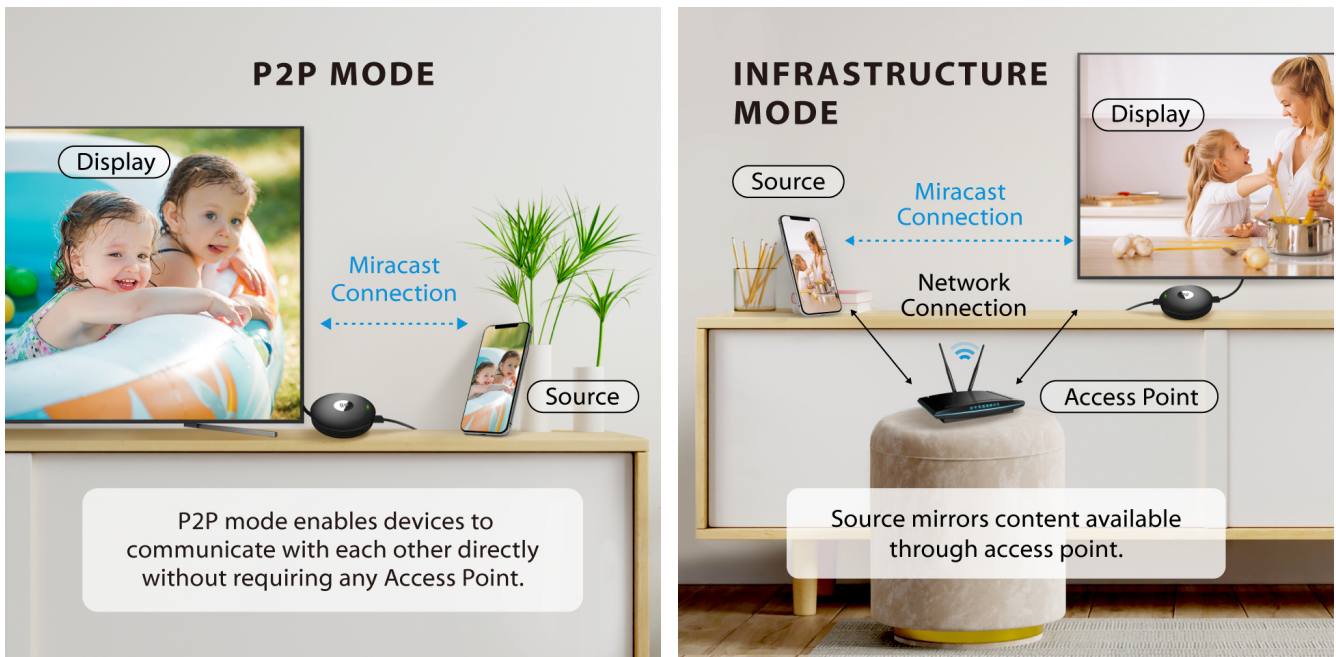 P2P MODE
Display
Miracast
Connection
Source
P2P mode enables devices to
communicate with each other directly
without requiring any Access Point.
INFRASTRUCTURE
MODE
Display
Source
Miracast
Connection
Network
Connection
Access Point
Source mirrors content available
through access point.